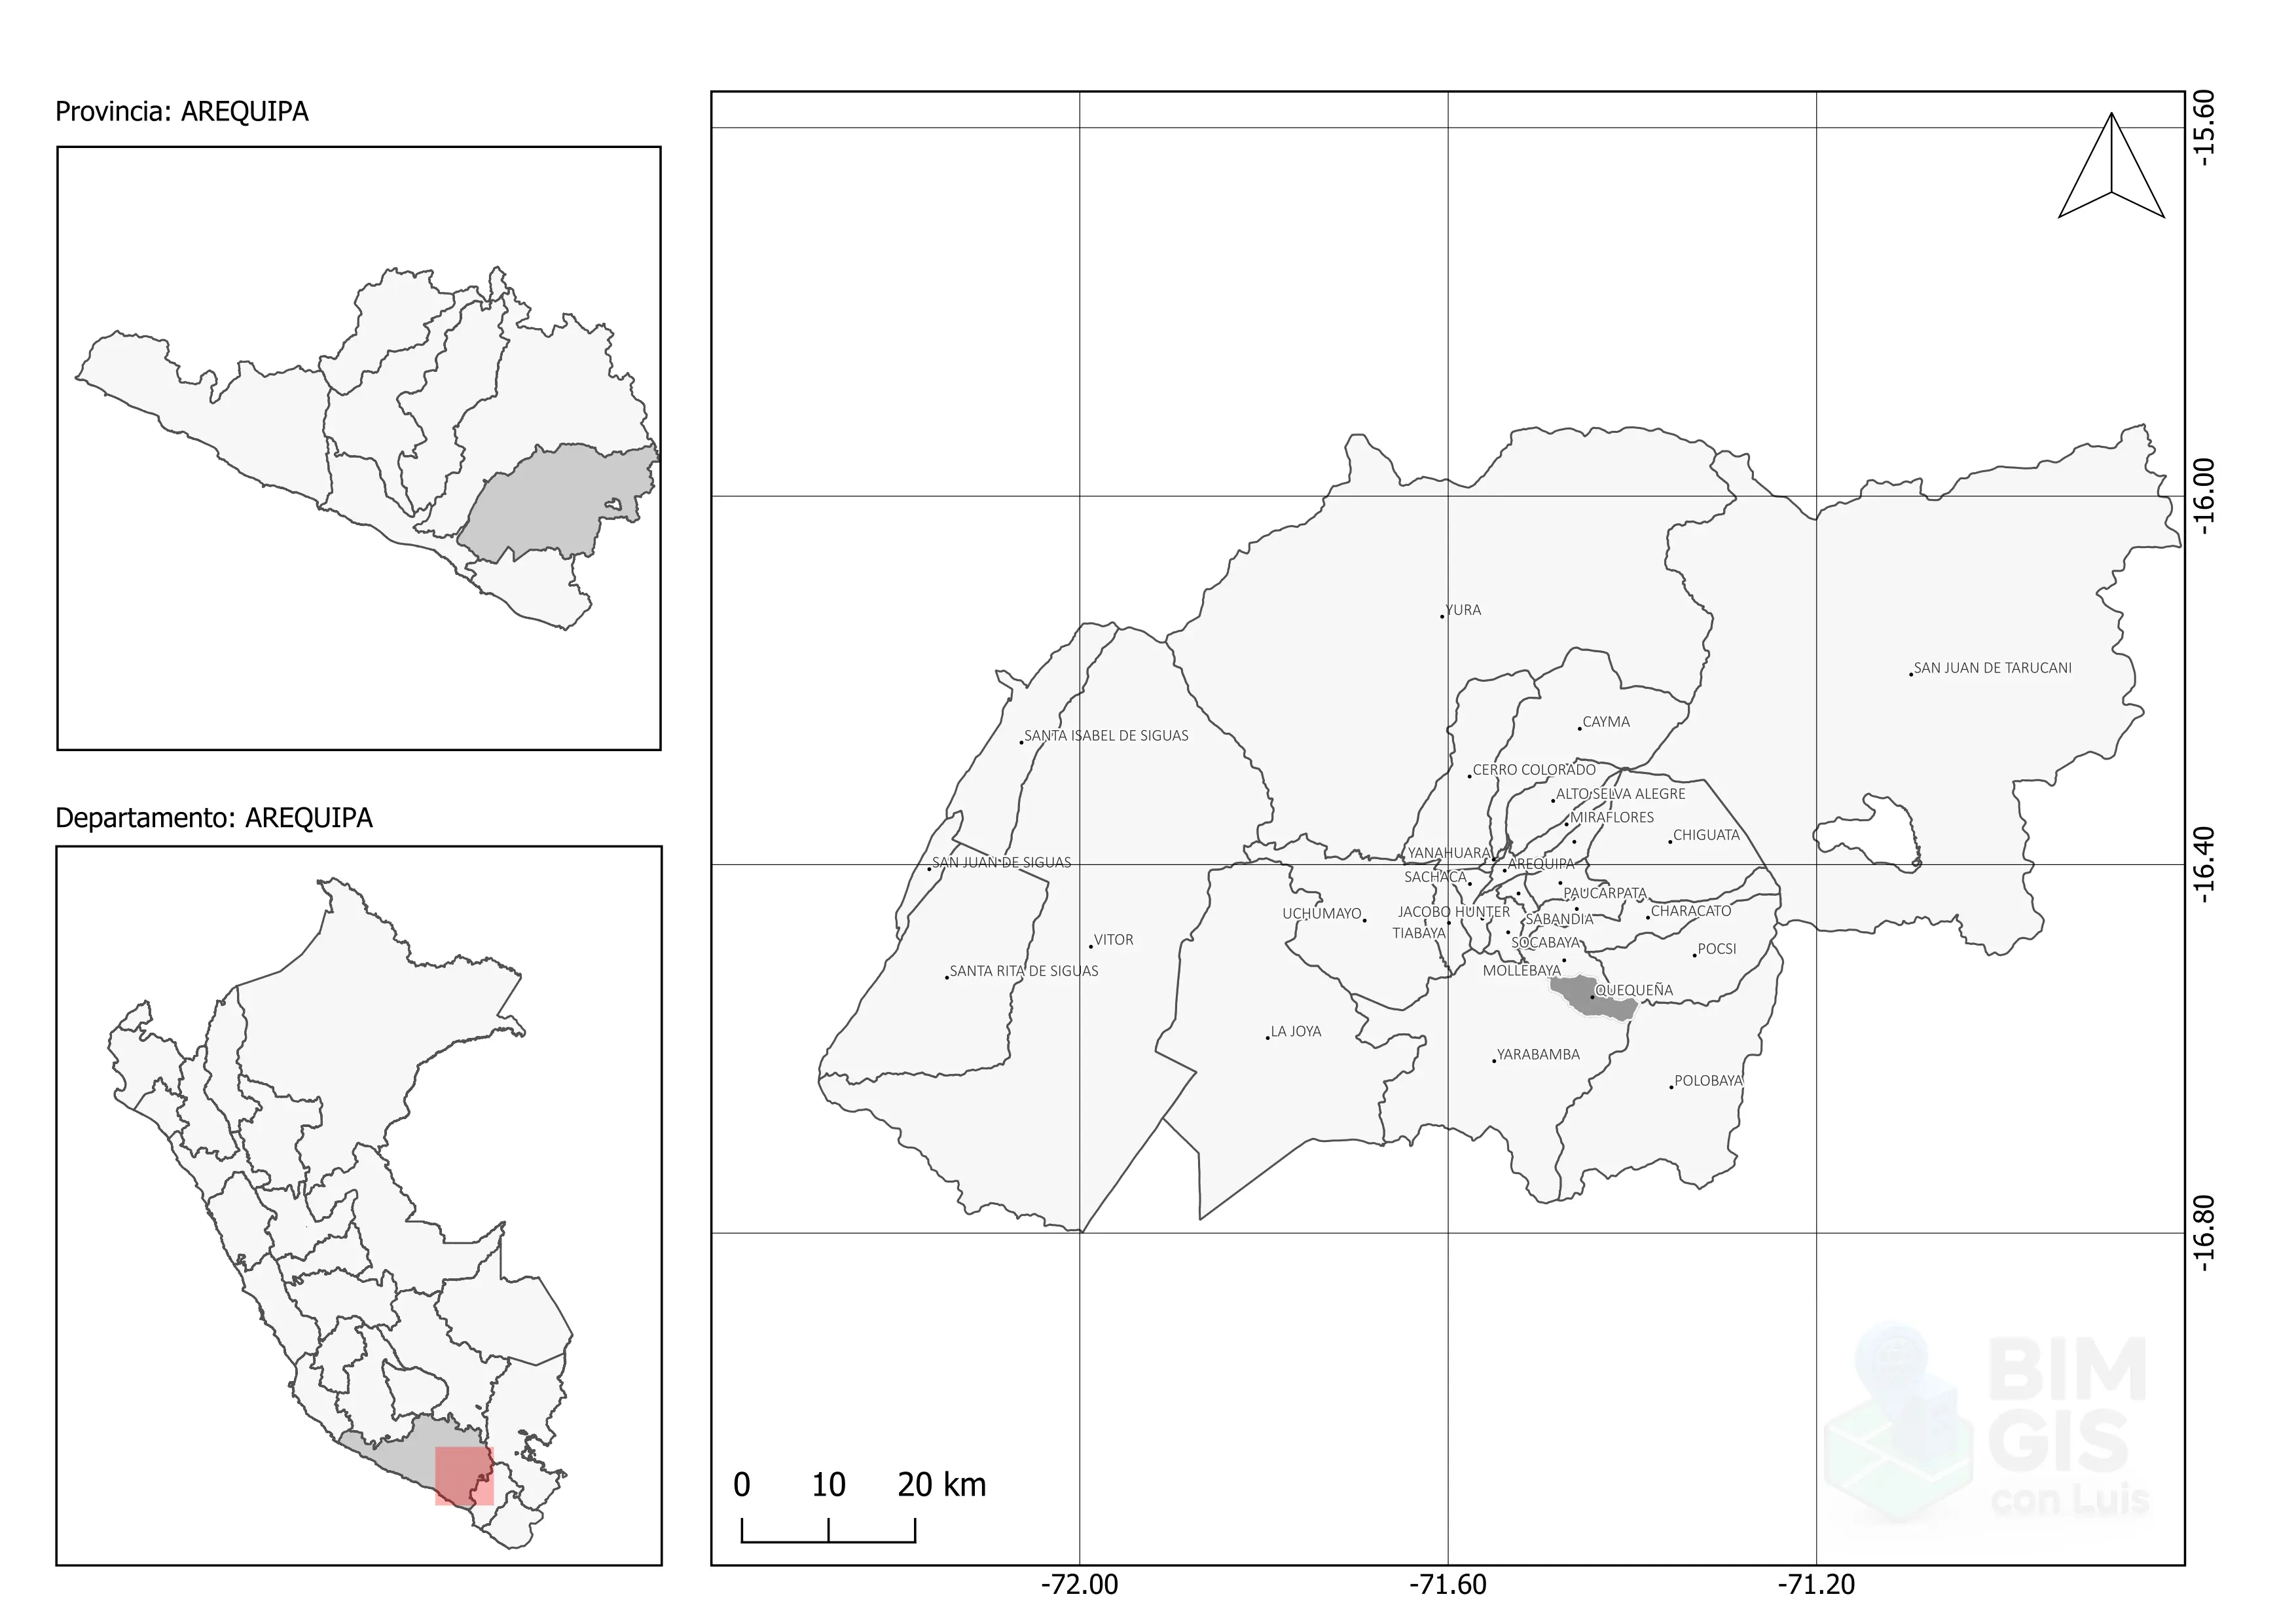 Provincia: AREQUIPA
Departamento: AREQUIPA
-15.60
-16.00
-16.40
-16.80
YURA
SAN JUAN DE TARUCANI
CAYMA
SANTA ISABEL DE SIGUAS
CERRO COLORADO
ALTO SELVA ALEGRE
MIRAFLORES
CHIGUATA
YANAHUARA
AREQUIPA
SAN JUAN DE SIGUAS
SACHACA
PAUCARPATA
UCHUMAYO
JACOBO HUNTER
CHARACATO
SABANDIA
TIABAYA
VITOR
SOCABAYA
POCSI
SANTA RITA DE SIGUAS
MOLLEBAYA
QUEQUEÑA
LA JOYA
YARABAMBA
POLOBAYA
BIM
GIS
con Luis
0 10 20 km
-72.00 -71.60 -71.20